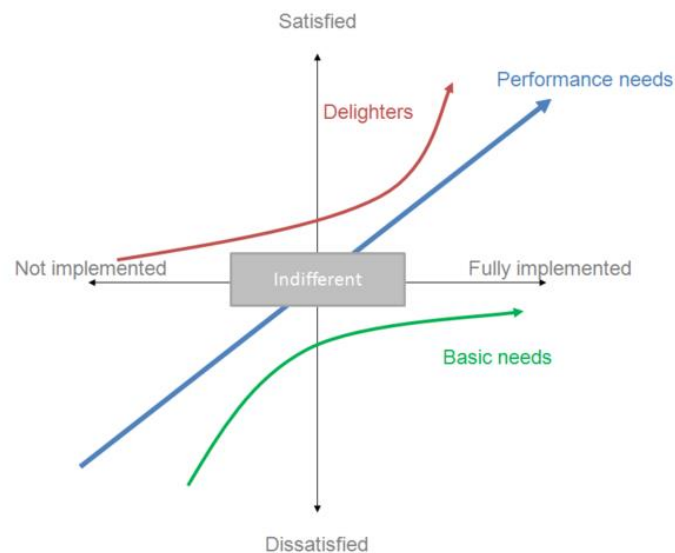 Satisfied
Performance needs
Delighters
Not implemented
Indifferent
Fully implemented
Basic needs
Dissatisfied